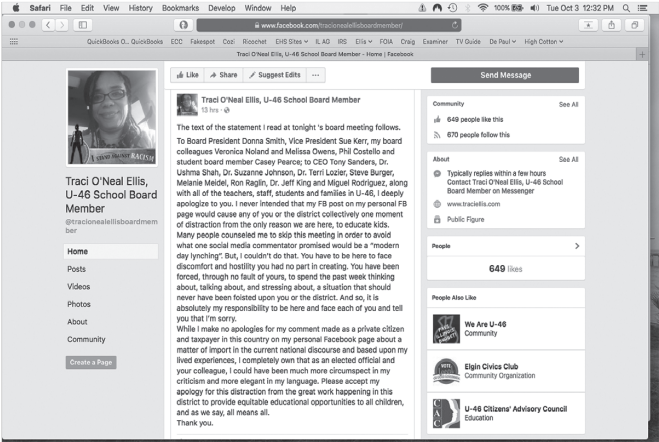 Safari File Edit View History Bookmarks Develop Window Help
100% Tue Oct 3 12:32 PM
www.facebook.com/tracionealellisboardmember/
QuickBooks O... QuickBooks ECC Fakespot Cozi Ricochet EHS Sites IL AG IRS Ellis FOIA Craig Examiner TV Guide De Paul High Cotton
Traci O'Neal Ellis, U-46 School Board Member - Home | Facebook
I STAND AGAINST RACISM
Traci O'Neal Ellis,
U-46 School Board
Member
@tracionealellisboardmem
ber
Home
Posts
Videos
Photos
About
Community
Create a Page
Like Share Suggest Edits ...
Traci O'Neal Ellis, U-46 School Board Member
13 hrs ·
The text of the statement I read at tonight 's board meeting follows.
To Board President Donna Smith, Vice President Sue Kerr, my board
colleagues Veronica Noland and Melissa Owens, Phil Costello and
student board member Casey Pearce; to CEO Tony Sanders, Dr.
Ushma Shah, Dr. Suzanne Johnson, Dr. Terri Lozier, Steve Burger,
Melanie Meidel, Ron Raglin, Dr. Jeff King and Miguel Rodriguez, along
with all of the teachers, staff, students and families in U-46, I deeply
apologize to you. I never intended that my FB post on my personal FB
page would cause any of you or the district collectively one moment
of distraction from the only reason we are here, to educate kids.
Many people counseled me to skip this meeting in order to avoid
what one social media commentator promised would be a "modern
day lynching". But, I couldn't do that. You have to be here to face
discomfort and hostility you had no part in creating. You have been
forced, through no fault of yours, to spend the past week thinking
about, talking about, and stressing about, a situation that should
never have been foisted upon you or the district. And so, it is
absolutely my responsibility to be here and face each of you and tell
you that I'm sorry.
While I make no apologies for my comment made as a private citizen
and taxpayer in this country on my personal Facebook page about a
matter of import in the current national discourse and based upon my
lived experiences, I completely own that as an elected official and
your colleague, I could have been much more circumspect in my
criticism and more elegant in my language. Please accept my
apology for this distraction from the great work happening in this
district to provide equitable educational opportunities to all children,
and as we say, all means all.
Thank you.
Send Message
Community See All
649 people like this
670 people follow this
About See All
Typically replies within a few hours
Contact Traci O'Neal Ellis, U-46 School
Board Member on Messenger
www.traciellis.com
Public Figure
People
649 likes
People Also Like
We Are U-46
Community
VOTE
Elgin Civics Club
Community Organization
CAC
U-46 Citizens' Advisory Council
Education